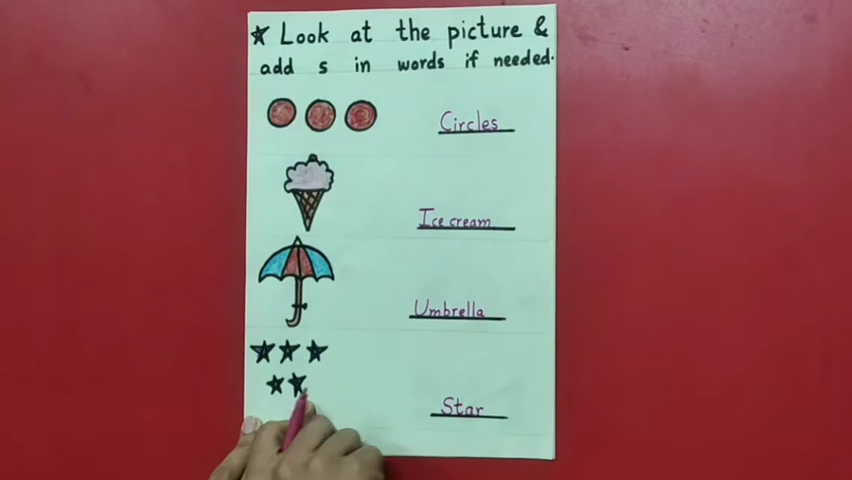 ★ Look at the picture &
add s in words if needed.
Circles
Ice cream
Umbrella
Star